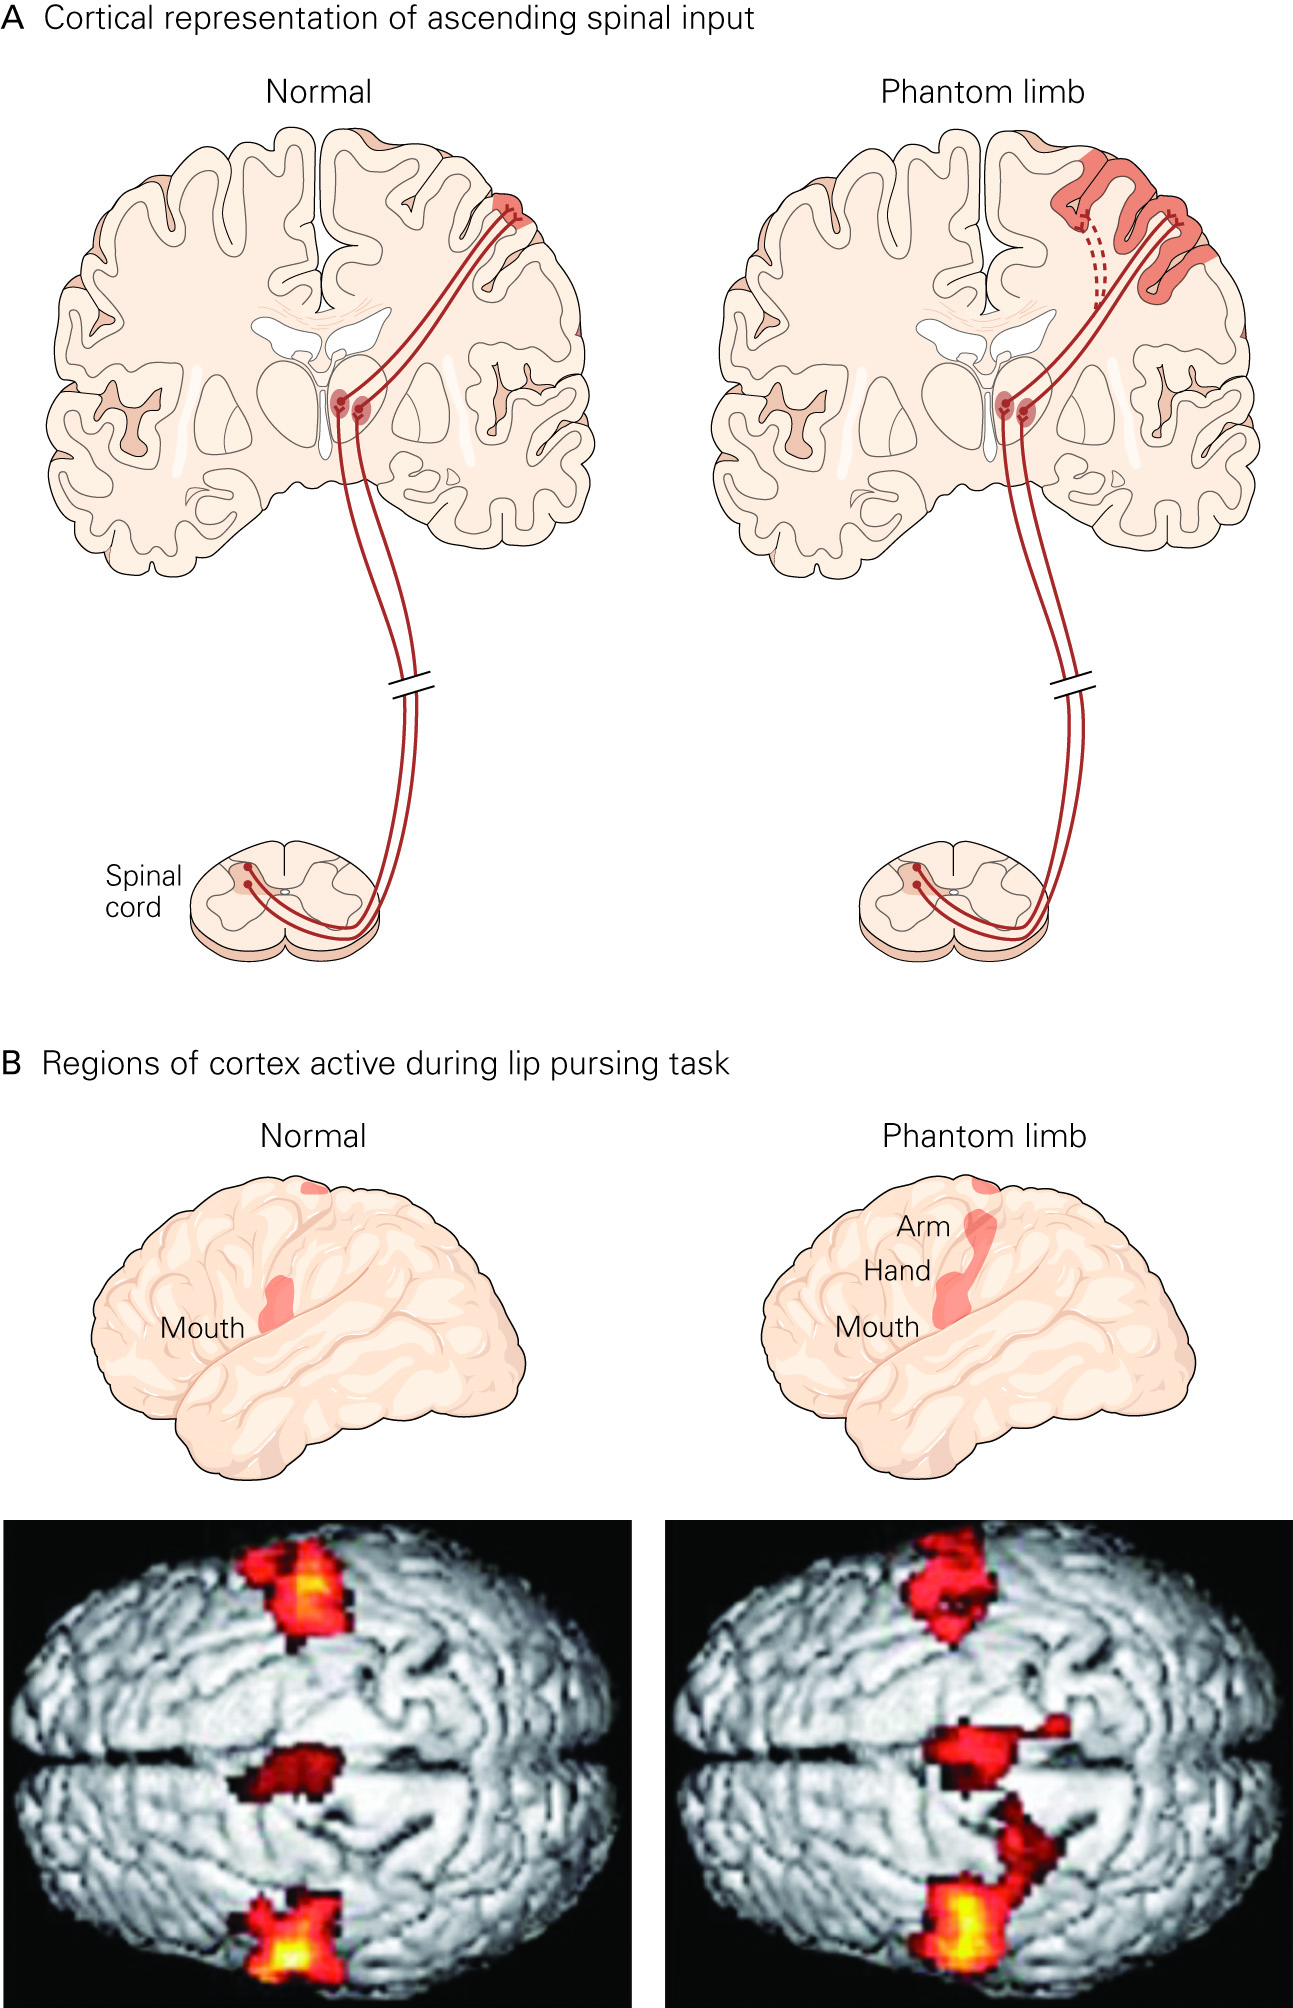 A Cortical representation of ascending spinal input
Normal
Phantom limb
Spinal
cord
B Regions of cortex active during lip pursing task
Normal
Phantom limb
Mouth
Arm
Hand
Mouth